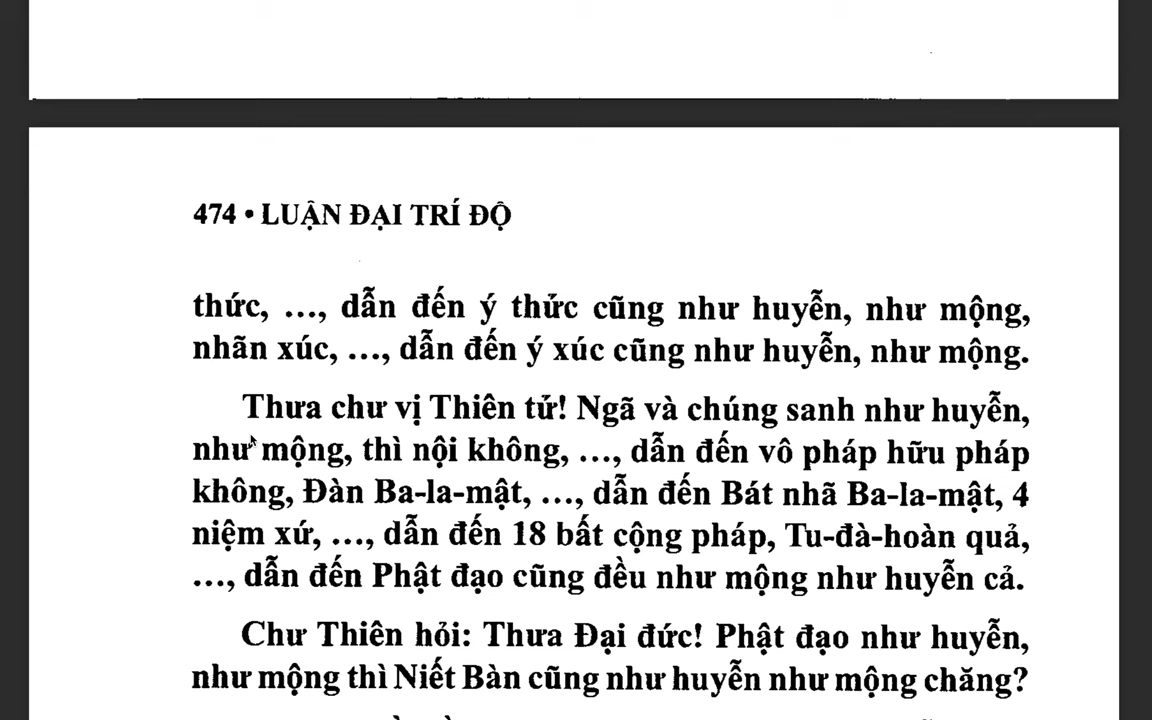 474 • LUẬN ĐẠI TRÍ ĐỘ
thức, …, dẫn đến ý thức cũng như huyễn, như mộng,
nhãn xúc, …, dẫn đến ý xúc cũng như huyễn, như mộng.
Thưa chư vị Thiên tử! Ngã và chúng sanh như huyễn,
như mộng, thì nội không, …, dẫn đến vô pháp hữu pháp
không, Đàn Ba-la-mật, …, dẫn đến Bát nhã Ba-la-mật, 4
niệm xứ, …, dẫn đến 18 bất cộng pháp, Tu-đà-hoàn quả,
…, dẫn đến Phật đạo cũng đều như mộng như huyễn cả.
Chư Thiên hỏi: Thưa Đại đức! Phật đạo như huyễn,
như mộng thì Niết Bàn cũng như huyễn như mộng chăng?